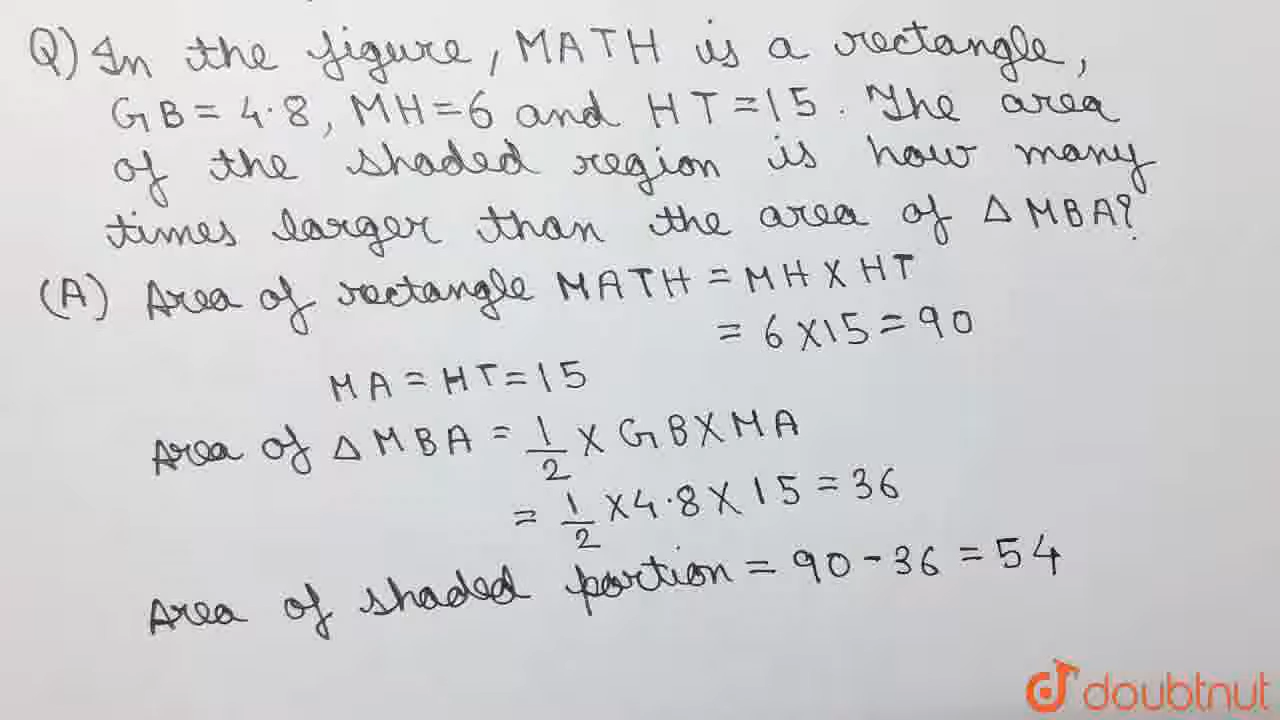 Q) In the figure, MATH is a rectangle,
GB = 4.8, MH = 6 and HT = 15. The area
of the shaded region is how many
times larger than the area of Δ MBA?
(A) Area of rectangle MATH = MH X HT
= 6 X 15 = 90
MA = HT = 15
Area of Δ MBA = 1/2 X GB X MA
= 1/2 X 4.8 X 15 = 36
Area of shaded portion = 90 - 36 = 54
doubtnut